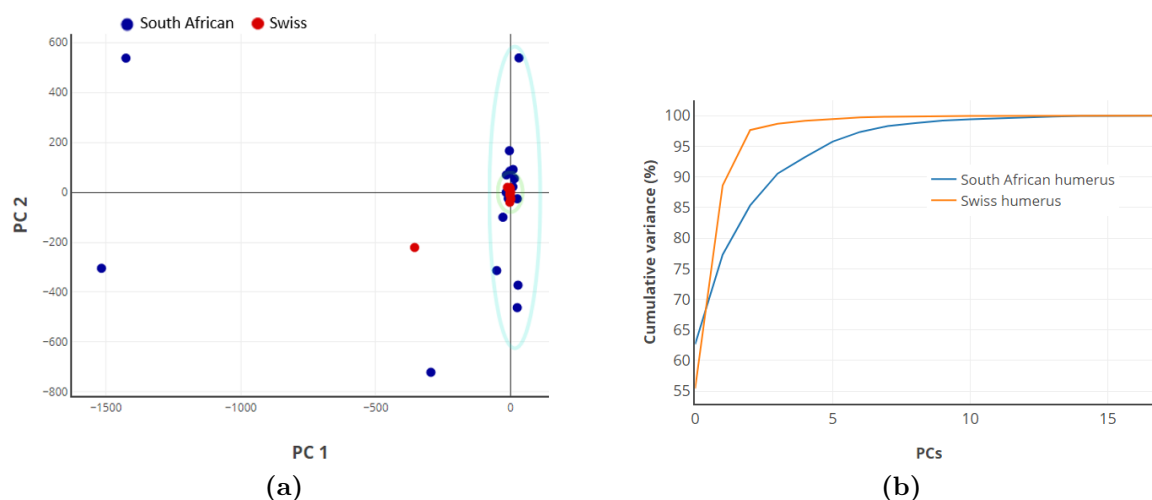 South African Swiss
600
400
200
0
−200
−400
−600
−800
−1500 −1000 −500 0
PC 2
PC 1
(a)
100
95
90
85
80
75
70
65
60
55
0 5 10 15
Cumulative variance (%)
South African humerus
Swiss humerus
PCs
(b)